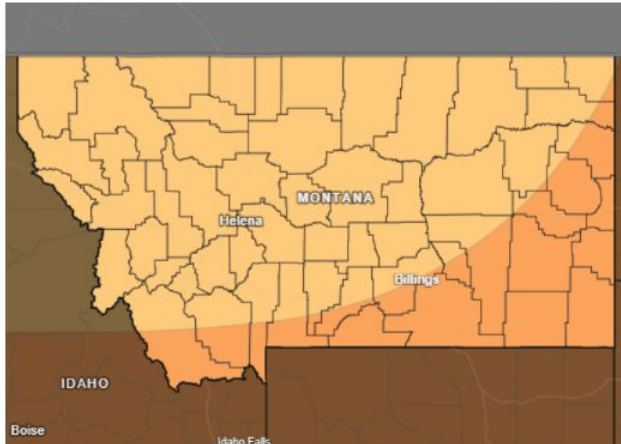 MONTANA
Helena
Billings
IDAHO
Boise
Idaho Falls